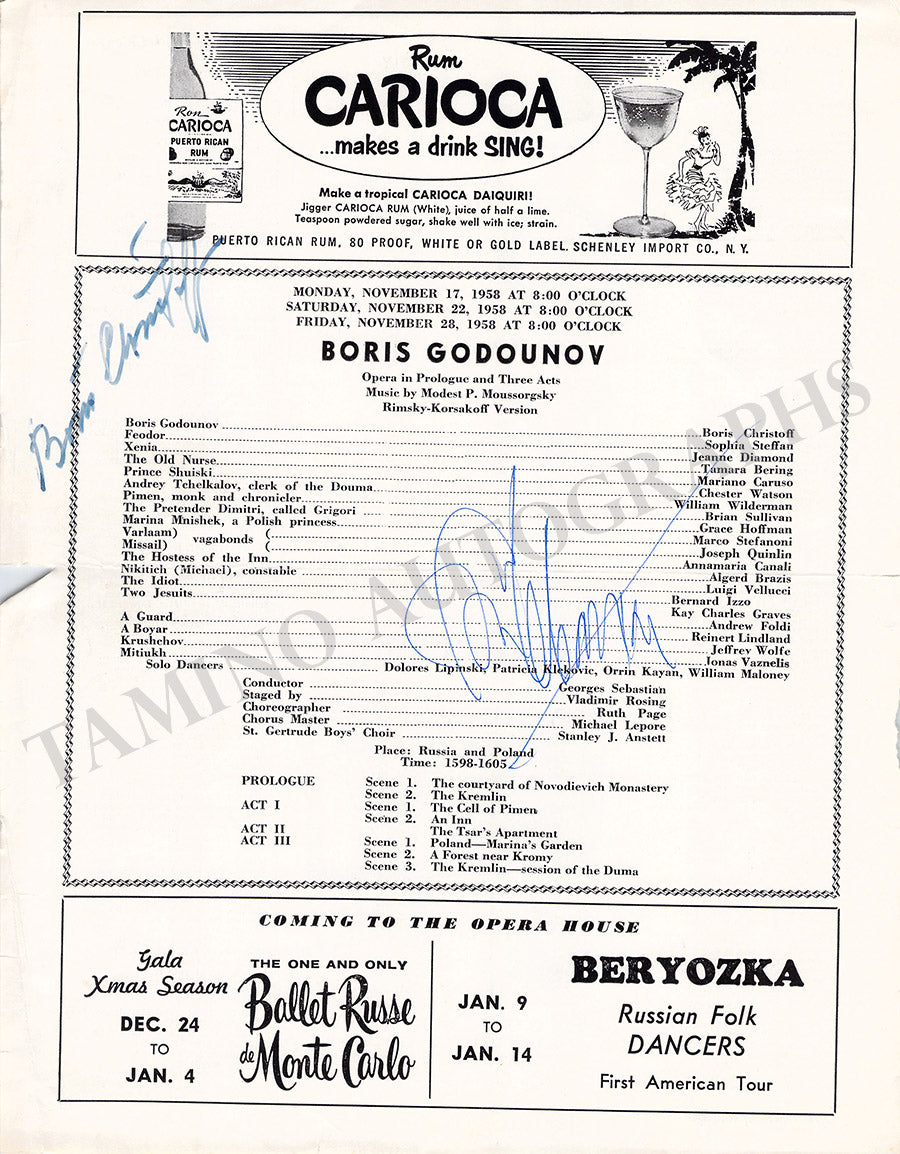 Rum
CARIOCA
...makes a drink SING!
Ron
CARIOCA
PUERTO RICAN
RUM
Make a tropical CARIOCA DAIQUIRI!
Jigger CARIOCA RUM (White), juice of half a lime.
Teaspoon powdered sugar, shake well with ice; strain.
PUERTO RICAN RUM, 80 PROOF, WHITE OR GOLD LABEL. SCHENLEY IMPORT CO., N. Y.
Boris Christoff
MONDAY, NOVEMBER 17, 1958 AT 8:00 O'CLOCK
SATURDAY, NOVEMBER 22, 1958 AT 8:00 O'CLOCK
FRIDAY, NOVEMBER 28, 1958 AT 8:00 O'CLOCK
BORIS GODOUNOV
Opera in Prologue and Three Acts
Music by Modest P. Moussorgsky
Rimsky-Korsakoff Version
Boris Godounov Boris Christoff
Feodor Sophia Steffan
Xenia Jeanne Diamond
The Old Nurse Tamara Bering
Prince Shuiski Mariano Caruso
Andrey Tchelkalov, clerk of the Douma Chester Watson
Pimen, monk and chronicler William Wilderman
The Pretender Dimitri, called Grigori Brian Sullivan
Marina Mnishek, a Polish princess Grace Hoffman
Varlaam) vagabonds ( Marco Stefanoni
Missail) ( Joseph Quinlin
The Hostess of the Inn Annamaria Canali
Nikitich (Michael), constable Algerd Brazis
The Idiot Luigi Vellucci
Two Jesuits Bernard Izzo
Kay Charles Graves
A Guard Andrew Foldi
A Boyar Reinert Lindland
Krushchov Jeffrey Wolfe
Mitiukh Jonas Vaznelis
Solo Dancers Dolores Lipinski, Patricia Klekovic, Orrin Kayan, William Maloney
Conductor Georges Sebastian
Staged by Vladimir Rosing
Choreographer Ruth Page
Chorus Master Michael Lepore
St. Gertrude Boys' Choir Stanley J. Anstett
Place: Russia and Poland
Time: 1598-1605
PROLOGUE Scene 1. The courtyard of Novodievich Monastery
Scene 2. The Kremlin
ACT I Scene 1. The Cell of Pimen
Scene 2. An Inn
ACT II The Tsar's Apartment
ACT III Scene 1. Poland—Marina's Garden
Scene 2. A Forest near Kromy
Scene 3. The Kremlin—session of the Duma
TAMINO AUTOGRAPHS
COMING TO THE OPERA HOUSE
Gala
Xmas Season
DEC. 24
TO
JAN. 4
THE ONE AND ONLY
Ballet Russe
de Monte Carlo
JAN. 9
TO
JAN. 14
BERYOZKA
Russian Folk
DANCERS
First American Tour